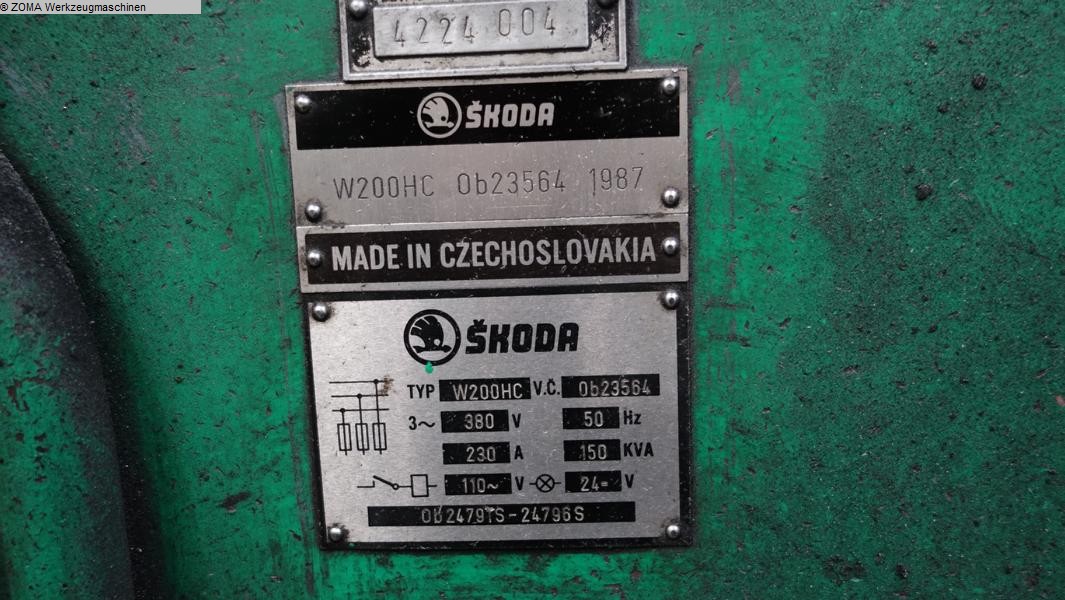 © ZOMA Werkzeugmaschinen
4224 004
ŠKODA
W200HC 0b23564 1987
MADE IN CZECHOSLOVAKIA
ŠKODA
TYP W200HC V.Č. 0b23564
3~ 380 V 50 Hz
230 A 150 KVA
110~ V 24= V
0b24791S-24796S